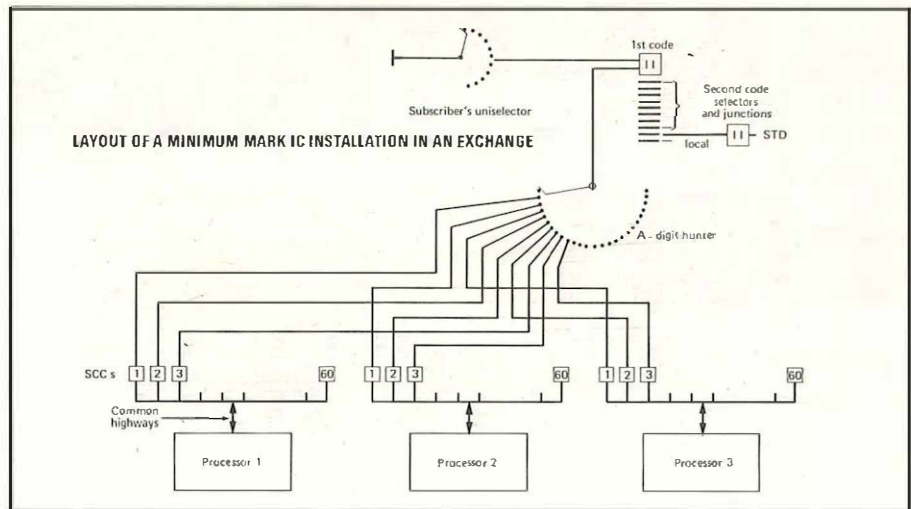 1st code
Subscriber's uniselector
Second code
selectors
and junctions
STD
local
LAYOUT OF A MINIMUM MARK IC INSTALLATION IN AN EXCHANGE
A - digit hunter
SCC s
1 2 3 60
1 2 3 60
1 2 3 60
Common
highways
Processor 1
Processor 2
Processor 3